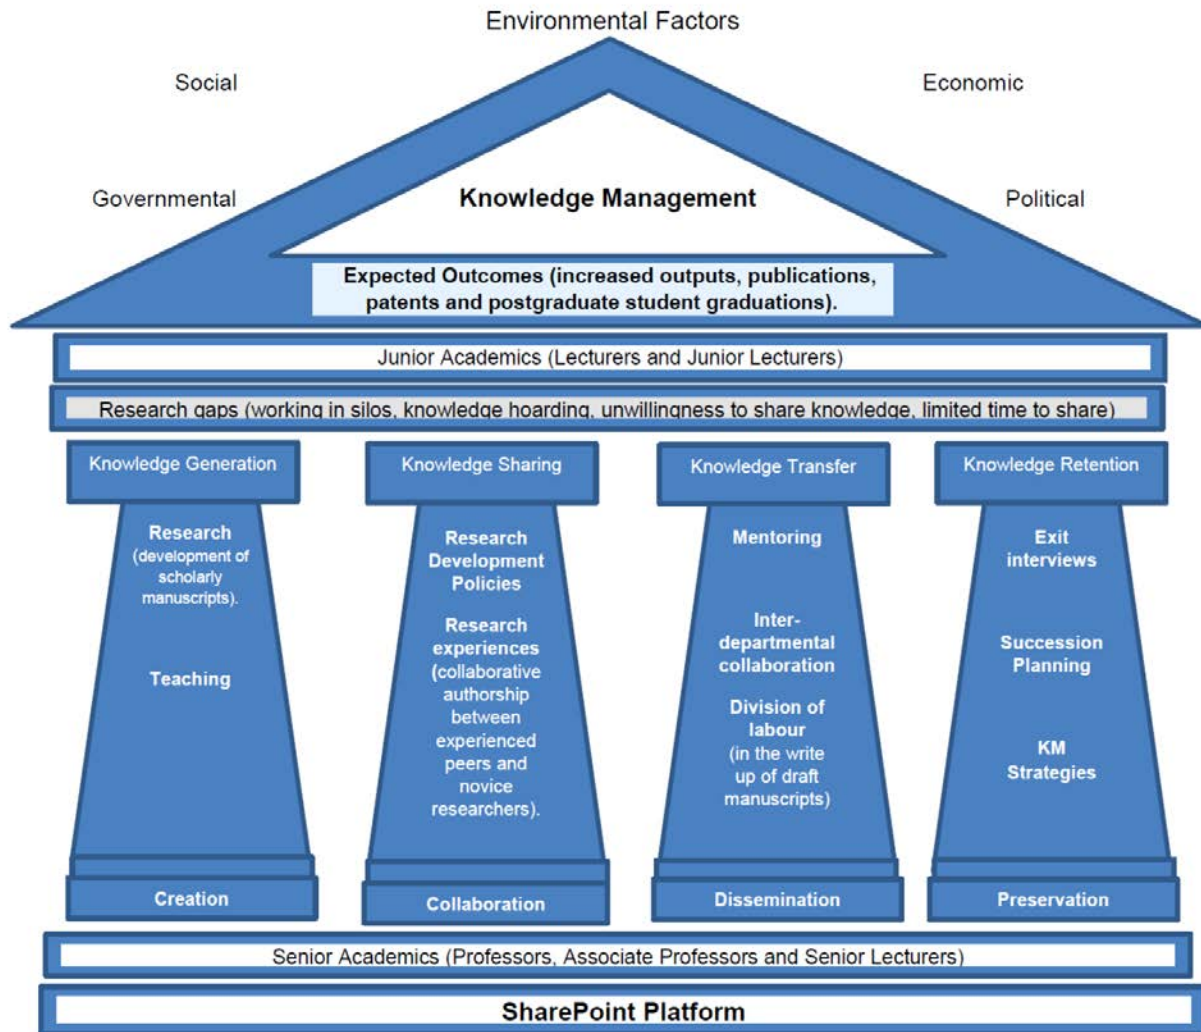 Environmental Factors
Social
Economic
Governmental
Knowledge Management
Political
Expected Outcomes (increased outputs, publications,
patents and postgraduate student graduations).
Junior Academics (Lecturers and Junior Lecturers)
Research gaps (working in silos, knowledge hoarding, unwillingness to share knowledge, limited time to share)
Knowledge Generation
Research
(development of
scholarly
manuscripts).
Teaching
Creation
Knowledge Sharing
Research
Development
Policies
Research
experiences
(collaborative
authorship
between
experienced
peers and
novice
researchers).
Collaboration
Knowledge Transfer
Mentoring
Inter-
departmental
collaboration
Division of
labour
(in the write
up of draft
manuscripts)
Dissemination
Knowledge Retention
Exit
interviews
Succession
Planning
KM
Strategies
Preservation
Senior Academics (Professors, Associate Professors and Senior Lecturers)
SharePoint Platform